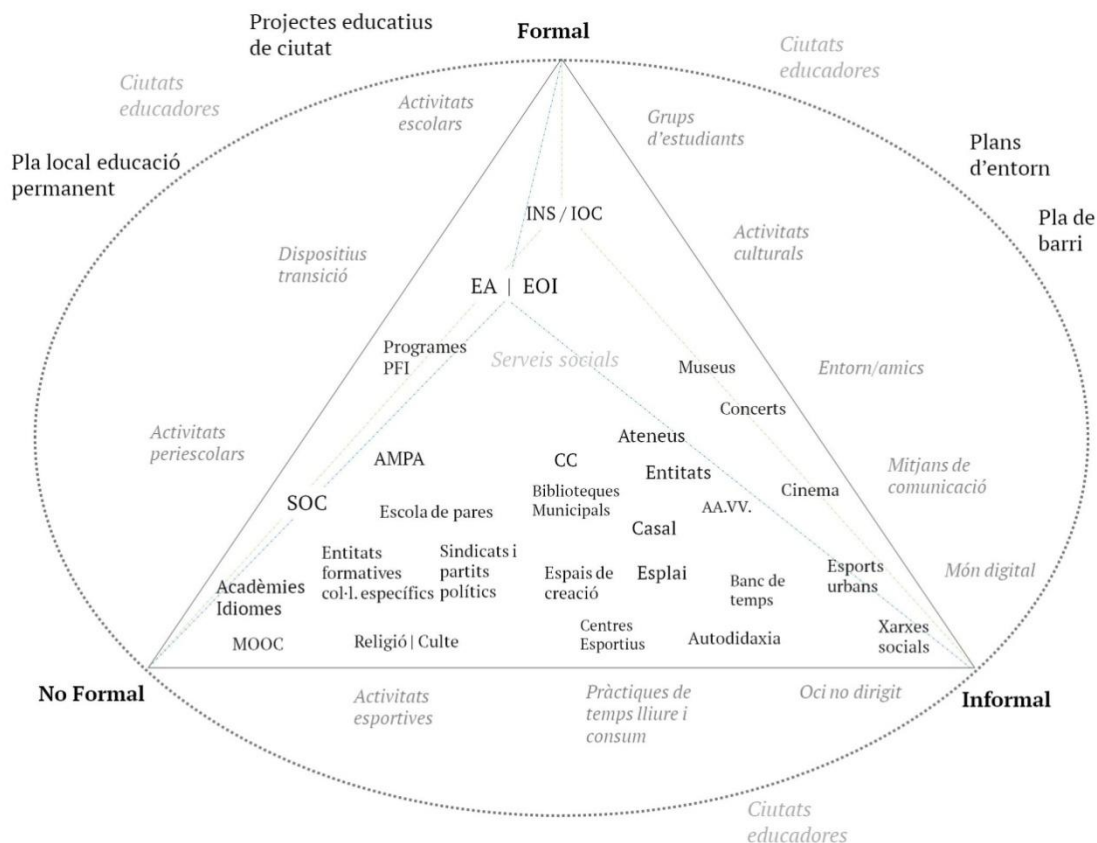 Projectes educatius
de ciutat
Formal
Ciutats
educadores
Ciutats
educadores
Activitats
escolars
Grups
d'estudiants
Pla local educació
permanent
Plans
d'entorn
INS / IOC
Pla de
barri
Activitats
culturals
Dispositius
transició
EA | EOI
Programes
PFI
Serveis socials
Museus
Entorn/amics
Concerts
Activitats
periescolars
Ateneus
AMPA
CC
Entitats
Mitjans de
comunicació
SOC
Escola de pares
Biblioteques
Municipals
AA.VV.
Cinema
Casal
Acadèmies
Idiomes
Entitats
formatives
col·l. específics
Sindicats i
partits
polítics
Espais de
creació
Esplai
Banc de
temps
Esports
urbans
Món digital
MOOC
Religió | Culte
Centres
Esportius
Autodidaxia
Xarxes
socials
No Formal
Activitats
esportives
Pràctiques de
temps lliure i
consum
Oci no dirigit
Informal
Ciutats
educadores